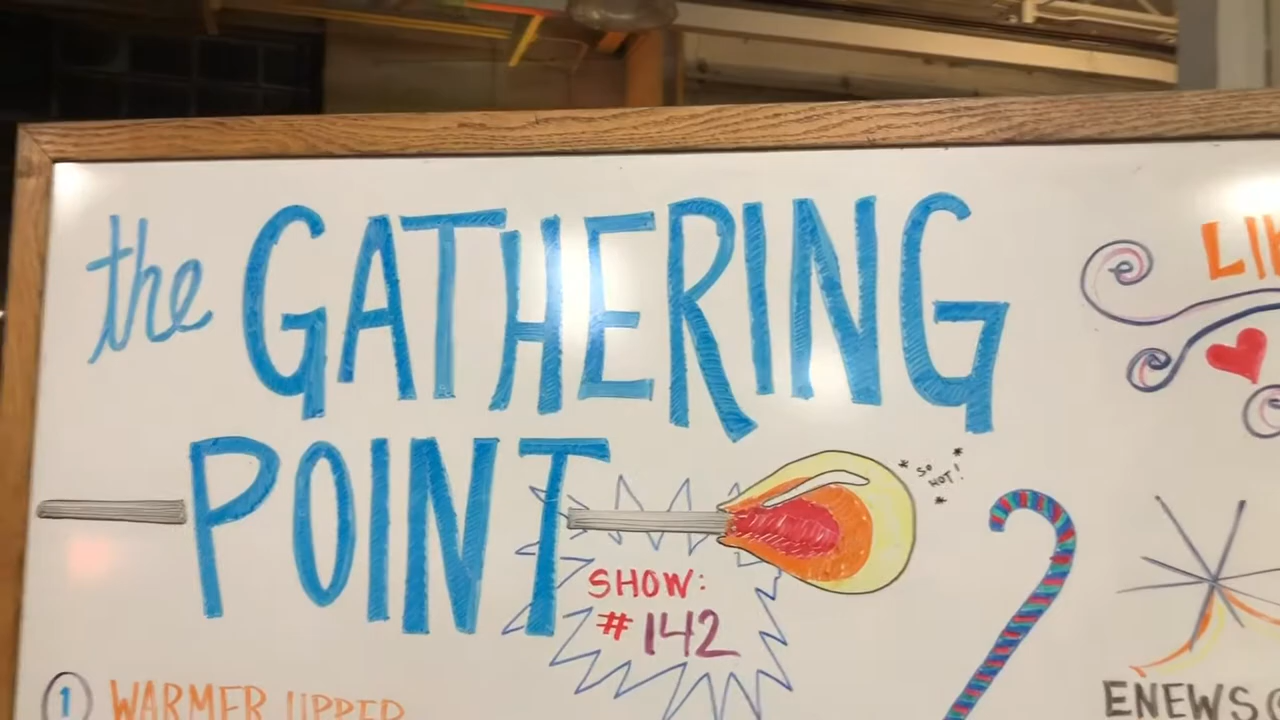 the GATHERING
POINT
SO
HOT!
SHOW:
# 142
1 WARMER UPPER
ENEWS@